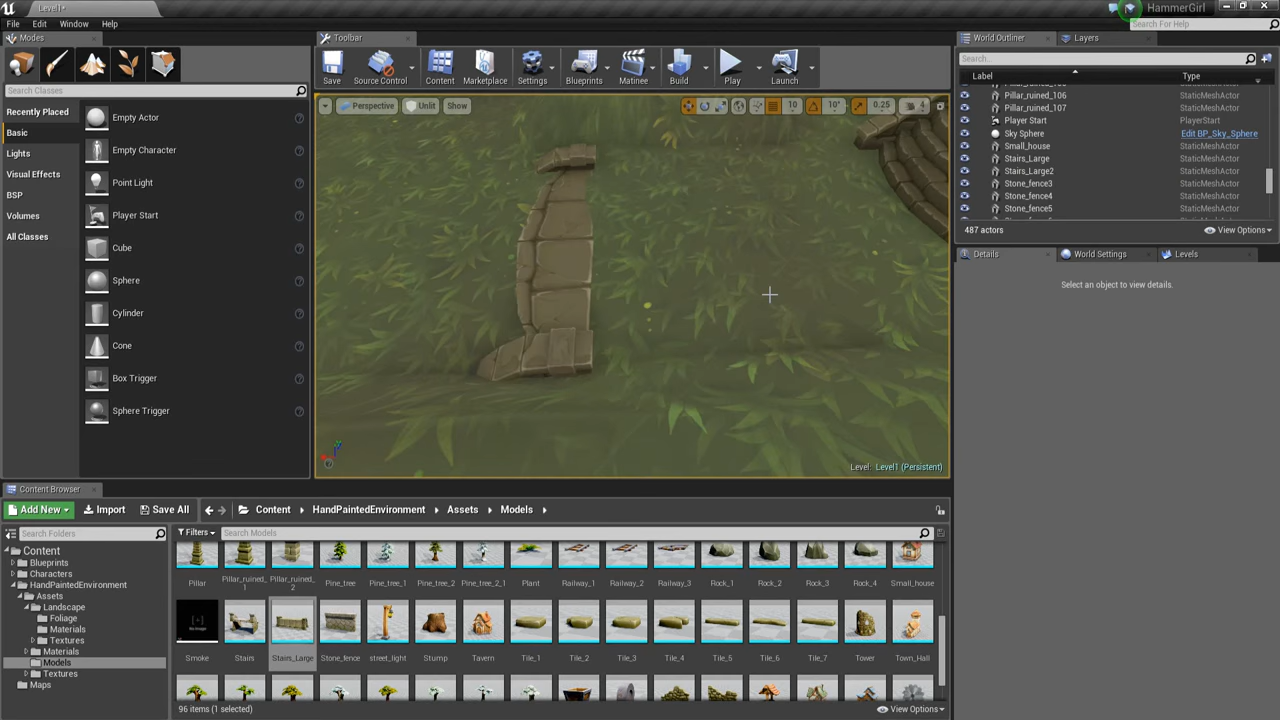 Level1*
HammerGirl
File Edit Window Help
Search For Help
Modes
Toolbar
World Outliner
Layers
Save
Source Control
Content
Marketplace
Settings
Blueprints
Matinee
Build
Play
Launch
Search...
Label Type
Search Classes
Recently Placed
Basic
Lights
Visual Effects
BSP
Volumes
All Classes
Empty Actor
Empty Character
Point Light
Player Start
Cube
Sphere
Cylinder
Cone
Box Trigger
Sphere Trigger
Perspective
Unlit
Show
10
10°
0.25
4
Pillar_ruined_106 StaticMeshActor
Pillar_ruined_107 StaticMeshActor
Player Start PlayerStart
Sky Sphere Edit BP_Sky_Sphere
Small_house StaticMeshActor
Stairs_Large StaticMeshActor
Stairs_Large2 StaticMeshActor
Stone_fence3 StaticMeshActor
Stone_fence4 StaticMeshActor
Stone_fence5 StaticMeshActor
487 actors
View Options
Details
World Settings
Levels
Select an object to view details.
Level: Level1 (Persistent)
Content Browser
Add New
Import
Save All
Content HandPaintedEnvironment Assets Models
Search Folders
Filters
Search Models
Content
Blueprints
Characters
HandPaintedEnvironment
Assets
Landscape
Foliage
Materials
Textures
Materials
Models
Textures
Maps
Pillar
Pillar_ruined_
1
Pillar_ruined_
2
Pine_tree
Pine_tree_1
Pine_tree_2
Pine_tree_2_1
Plant
Railway_1
Railway_2
Railway_3
Rock_1
Rock_2
Rock_3
Rock_4
Small_house
Smoke
Stairs
Stairs_Large
Stone_fence
street_light
Stump
Tavern
Tile_1
Tile_2
Tile_3
Tile_4
Tile_5
Tile_6
Tile_7
Tower
Town_Hall
96 items (1 selected)
View Options